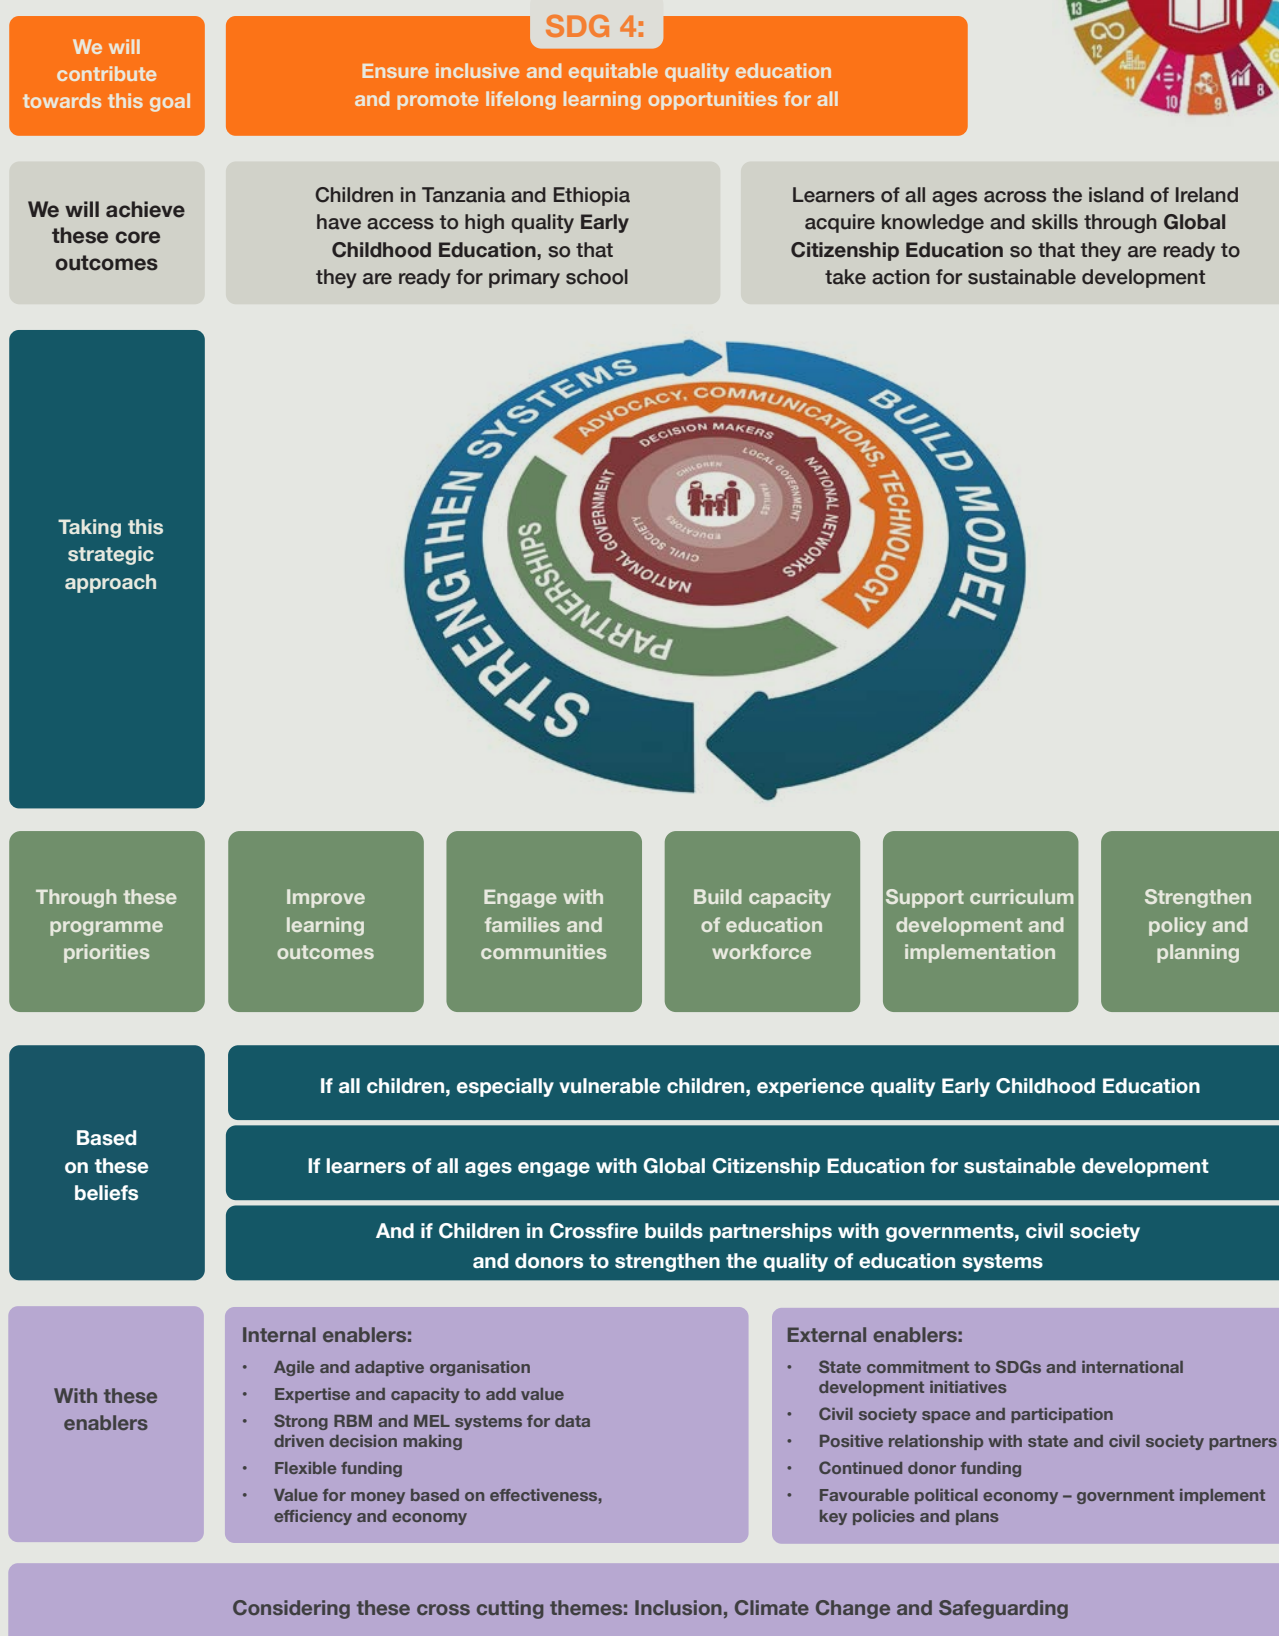 SDG 4:
We will
contribute
towards this goal
Ensure inclusive and equitable quality education
and promote lifelong learning opportunities for all
13
12
11
10
9
8
We will achieve
these core
outcomes
Children in Tanzania and Ethiopia
have access to high quality Early
Childhood Education, so that
they are ready for primary school
Learners of all ages across the island of Ireland
acquire knowledge and skills through Global
Citizenship Education so that they are ready to
take action for sustainable development
Taking this
strategic
approach
STRENGTHEN SYSTEMS
BUILD MODEL
ADVOCACY, COMMUNICATIONS, TECHNOLOGY
PARTNERSHIPS
DECISION MAKERS
NATIONAL NETWORKS
NATIONAL GOVERNMENT
LOCAL GOVERNMENT
CIVIL SOCIETY
CHILDREN
FAMILIES
EDUCATORS
Through these
programme
priorities
Improve
learning
outcomes
Engage with
families and
communities
Build capacity
of education
workforce
Support curriculum
development and
implementation
Strengthen
policy and
planning
Based
on these
beliefs
If all children, especially vulnerable children, experience quality Early Childhood Education
If learners of all ages engage with Global Citizenship Education for sustainable development
And if Children in Crossfire builds partnerships with governments, civil society
and donors to strengthen the quality of education systems
With these
enablers
Internal enablers:
• Agile and adaptive organisation
• Expertise and capacity to add value
• Strong RBM and MEL systems for data
driven decision making
• Flexible funding
• Value for money based on effectiveness,
efficiency and economy
External enablers:
• State commitment to SDGs and international
development initiatives
• Civil society space and participation
• Positive relationship with state and civil society partners
• Continued donor funding
• Favourable political economy – government implement
key policies and plans
Considering these cross cutting themes: Inclusion, Climate Change and Safeguarding